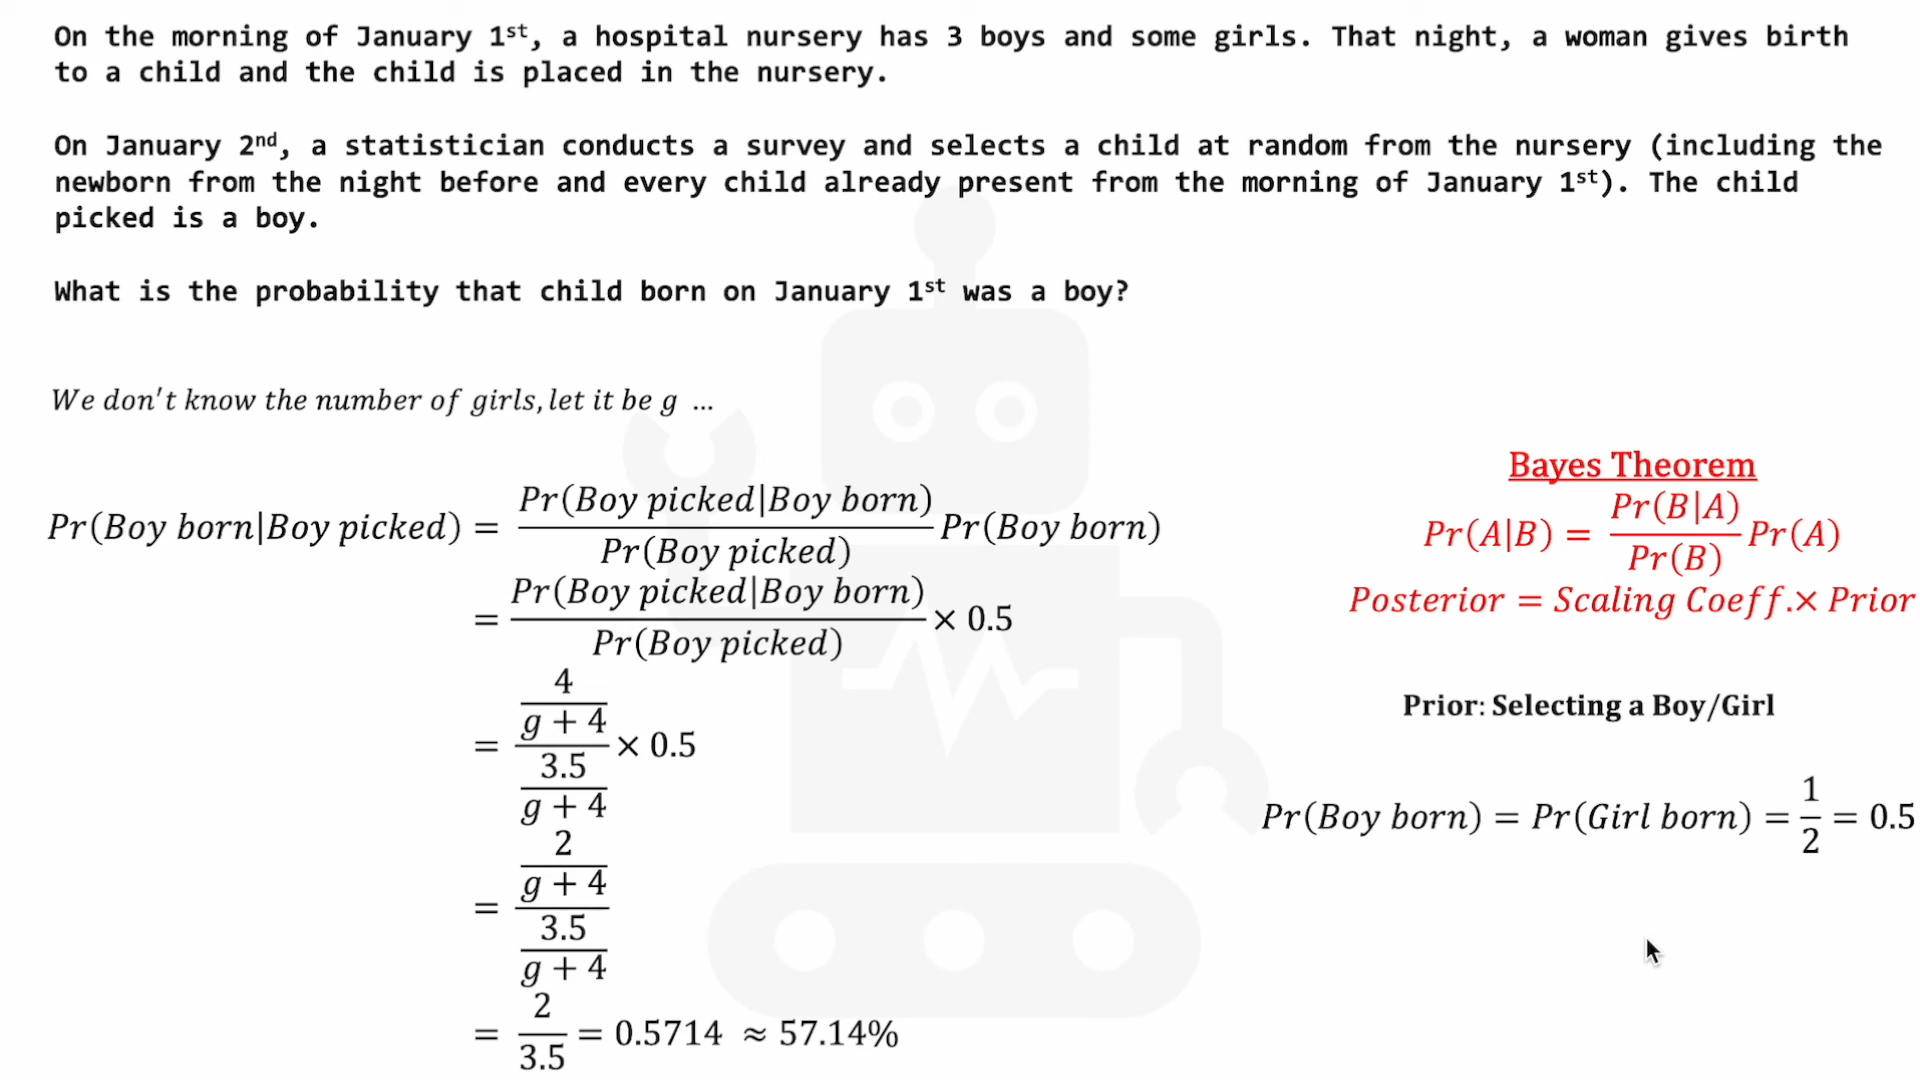 On the morning of January 1st, a hospital nursery has 3 boys and some girls. That night, a woman gives birth
to a child and the child is placed in the nursery.
On January 2nd, a statistician conducts a survey and selects a child at random from the nursery (including the
newborn from the night before and every child already present from the morning of January 1st). The child
picked is a boy.
What is the probability that child born on January 1st was a boy?
We don't know the number of girls, let it be g ...
Pr(Boy born|Boy picked) = Pr(Boy picked|Boy born) / Pr(Boy picked) Pr(Boy born)
= Pr(Boy picked|Boy born) / Pr(Boy picked) × 0.5
= (4 / (g + 4)) / (3.5 / (g + 4)) × 0.5
= (2 / (g + 4)) / (3.5 / (g + 4))
= 2 / 3.5 = 0.5714 ≈ 57.14%
Bayes Theorem
Pr(A|B) = Pr(B|A) / Pr(B) Pr(A)
Posterior = Scaling Coeff.× Prior
Prior: Selecting a Boy/Girl
Pr(Boy born) = Pr(Girl born) = 1 / 2 = 0.5